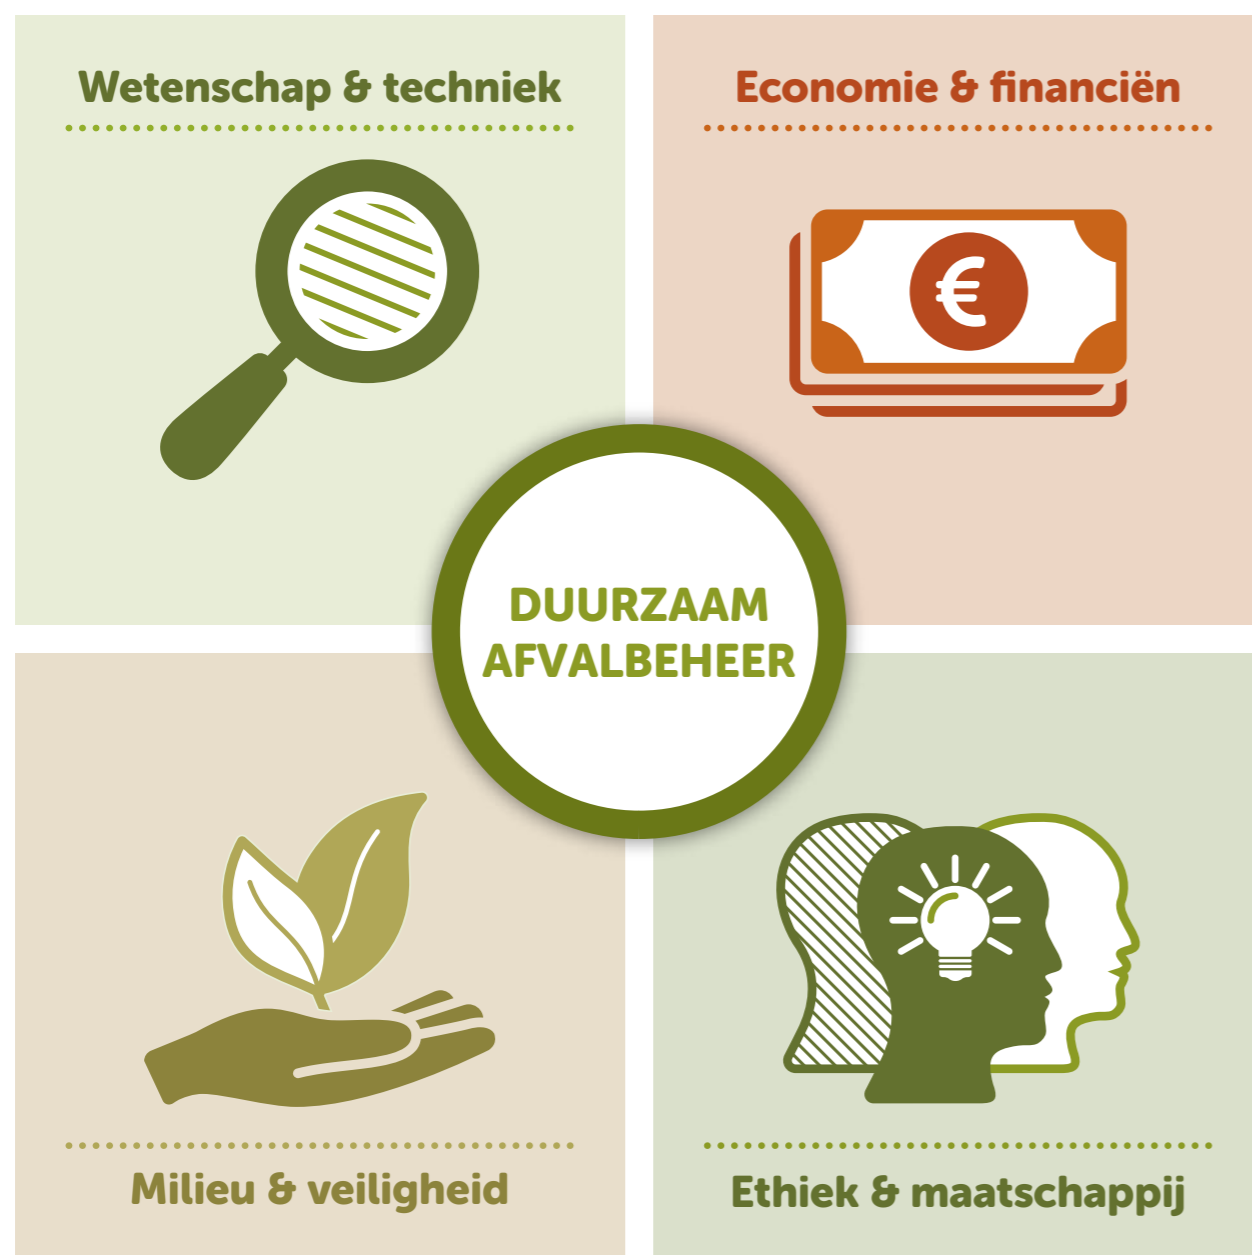 Wetenschap & techniek
Economie & financiën
€
DUURZAAM
AFVALBEHEER
Milieu & veiligheid
Ethiek & maatschappij